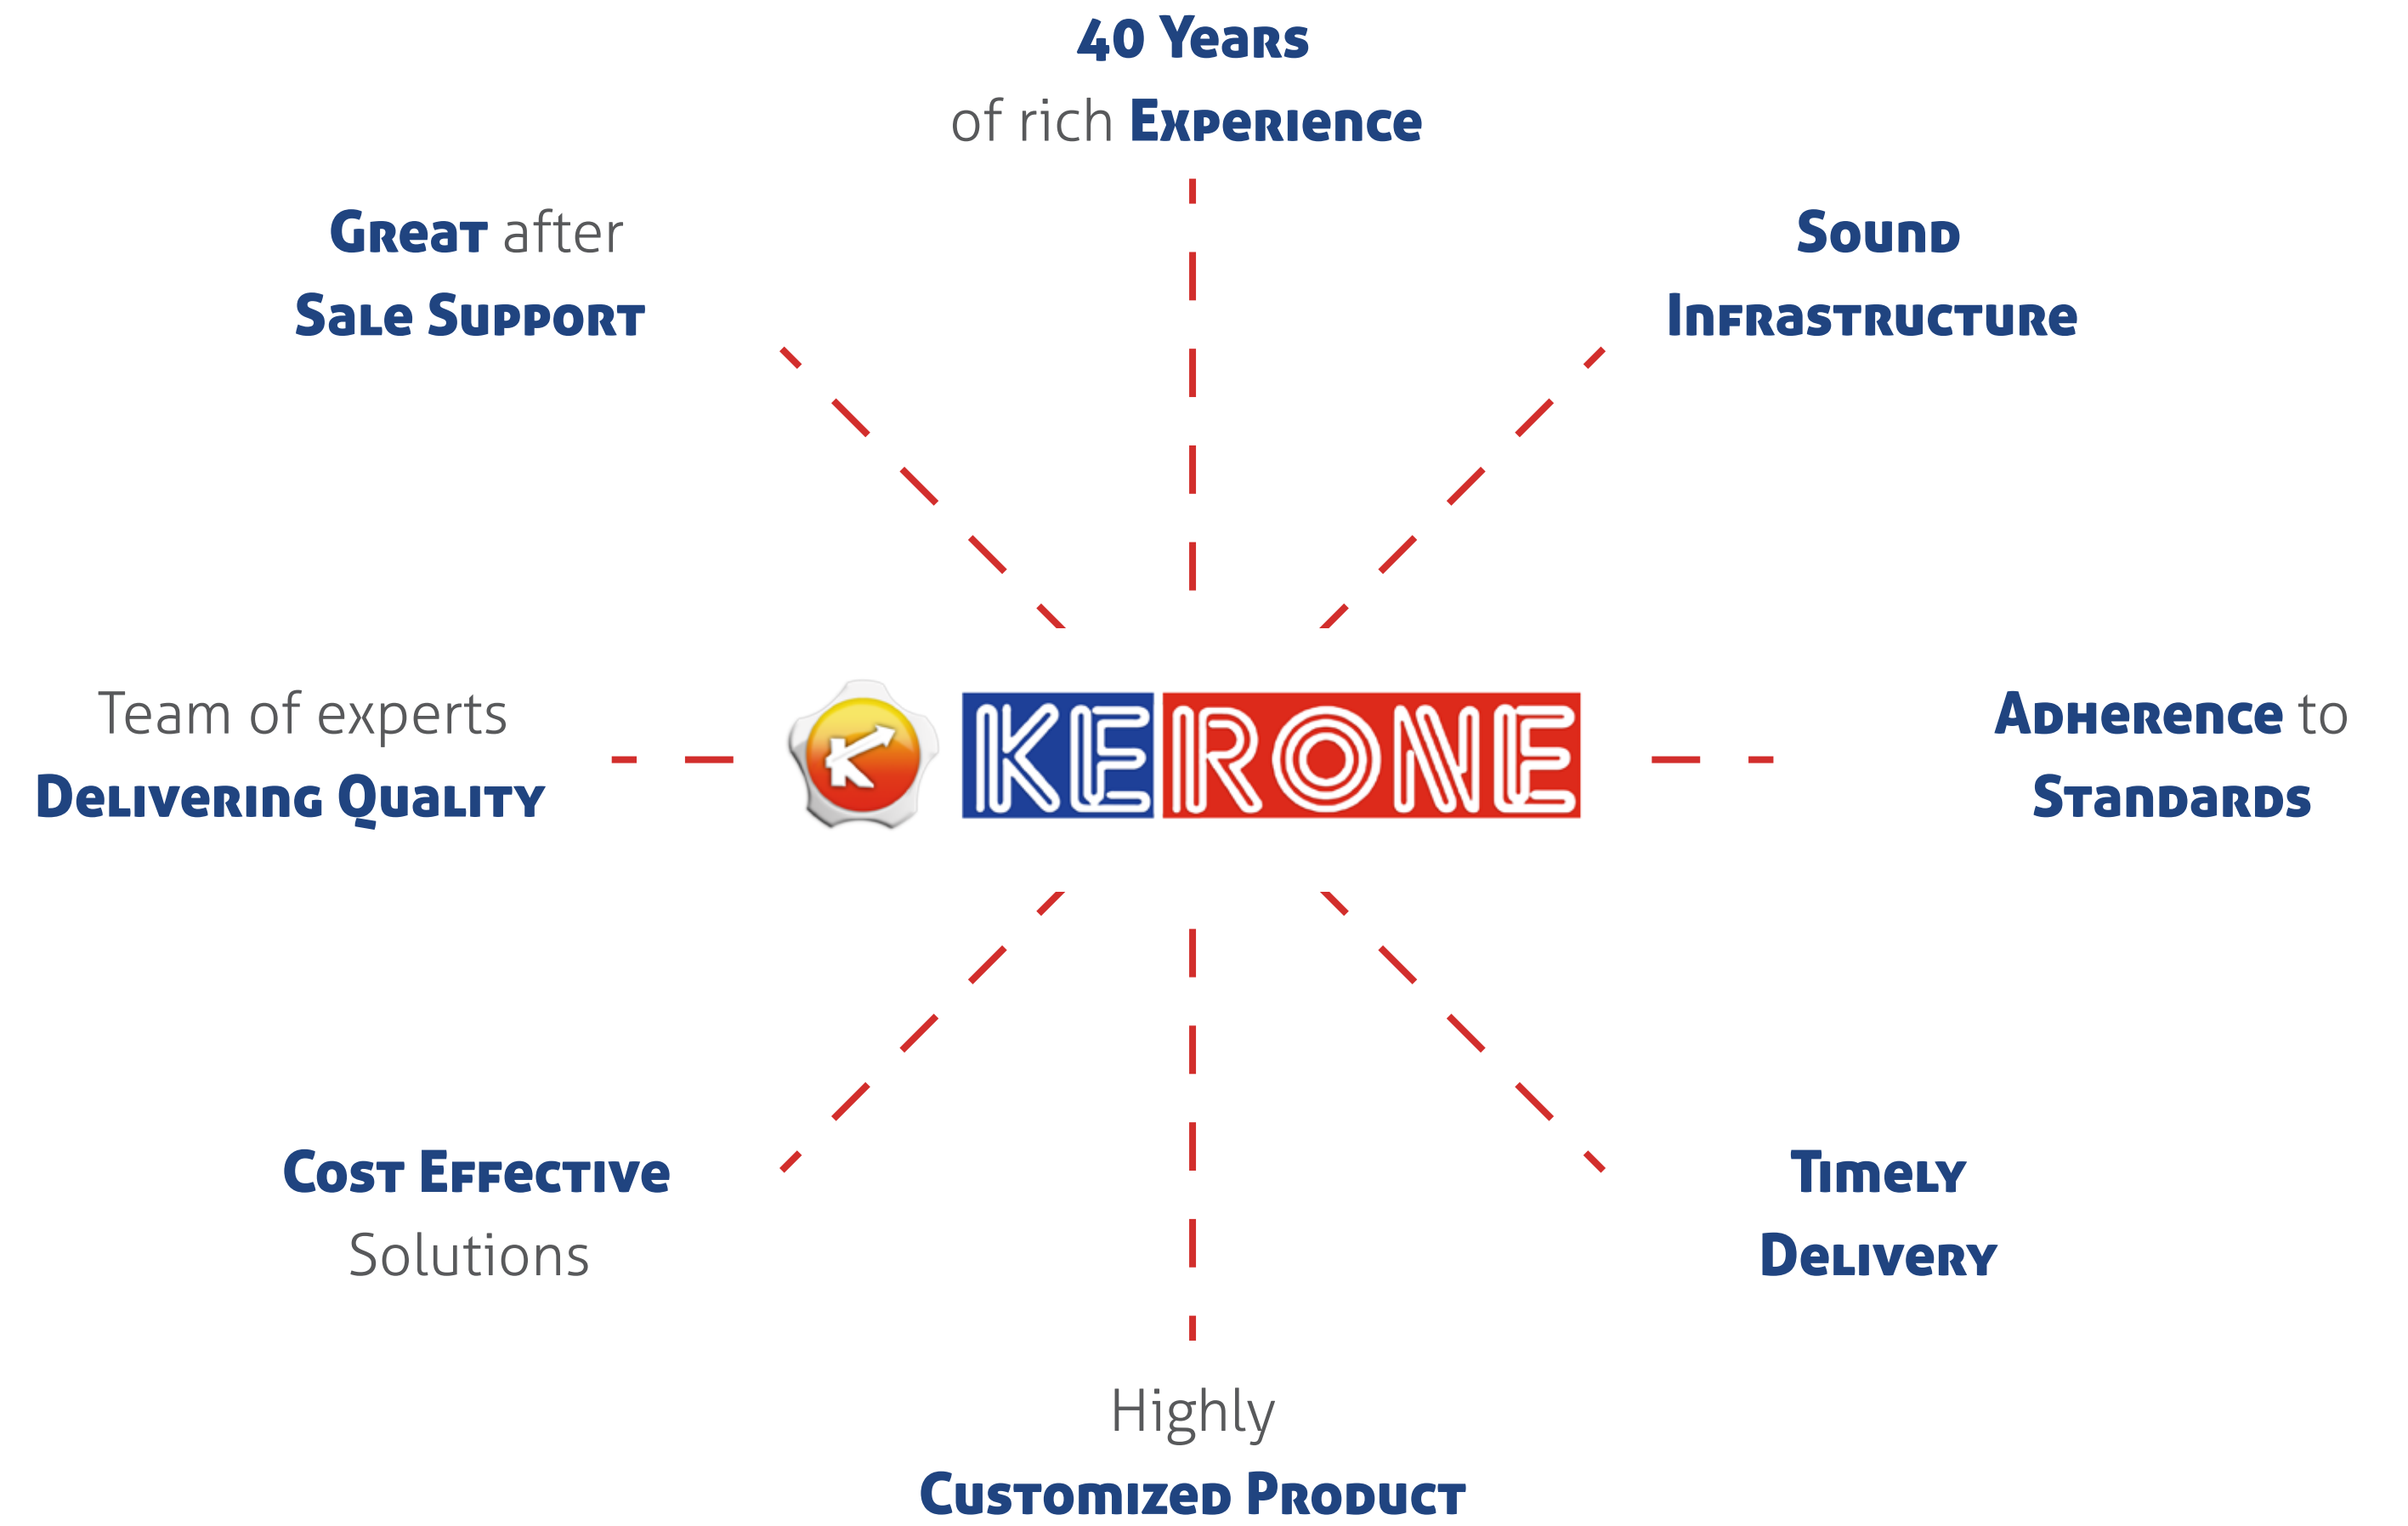 40 Years
of rich Experience
Great after
Sale Support
Sound
Infrastructure
Team of experts
Delivering Quality
K KERONE
Adherence to
Standards
Cost Effective
Solutions
Timely
Delivery
Highly
Customized Product